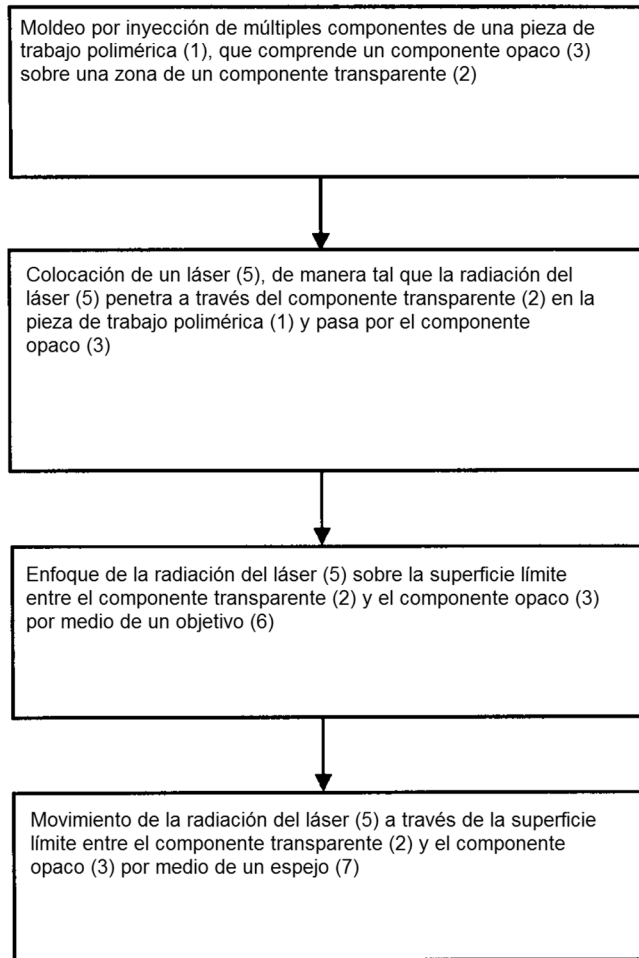 Moldeo por inyección de múltiples componentes de una pieza de
trabajo polimérica (1), que comprende un componente opaco (3)
sobre una zona de un componente transparente (2)
Colocación de un láser (5), de manera tal que la radiación del
láser (5) penetra a través del componente transparente (2) en la
pieza de trabajo polimérica (1) y pasa por el componente
opaco (3)
Enfoque de la radiación del láser (5) sobre la superficie límite
entre el componente transparente (2) y el componente opaco (3)
por medio de un objetivo (6)
Movimiento de la radiación del láser (5) a través de la superficie
límite entre el componente transparente (2) y el componente
opaco (3) por medio de un espejo (7)